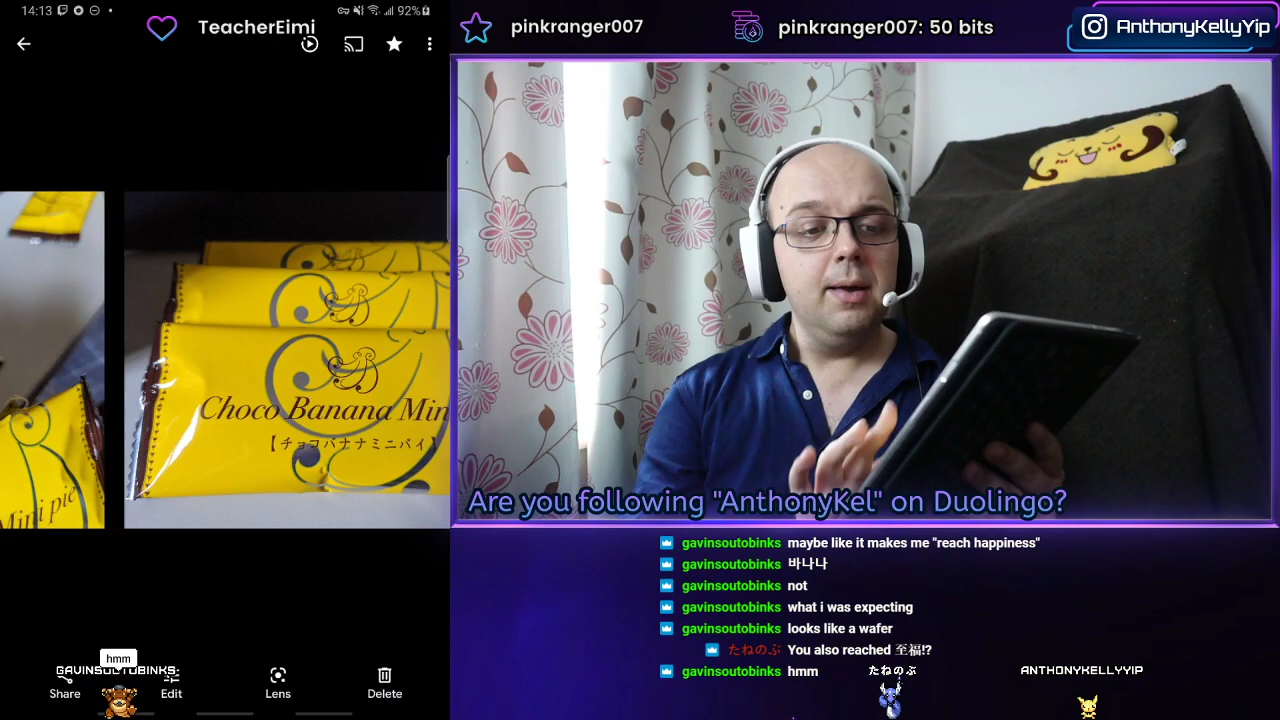 14:13
92%
TeacherEimi
pinkranger007
pinkranger007: 50 bits
AnthonyKellyYip
Choco Banana Min
【チョコバナナミニパイ】
Mini pie
Are you following "AnthonyKel" on Duolingo?
gavinsoutobinks maybe like it makes me "reach happiness"
gavinsoutobinks 바나나
gavinsoutobinks not
gavinsoutobinks what i was expecting
gavinsoutobinks looks like a wafer
たねのぶ You also reached 至福!?
gavinsoutobinks hmm
hmm
GAVINSOUTOBINKS
たねのぶ
ANTHONYKELLYYIP
Share
Edit
Lens
Delete